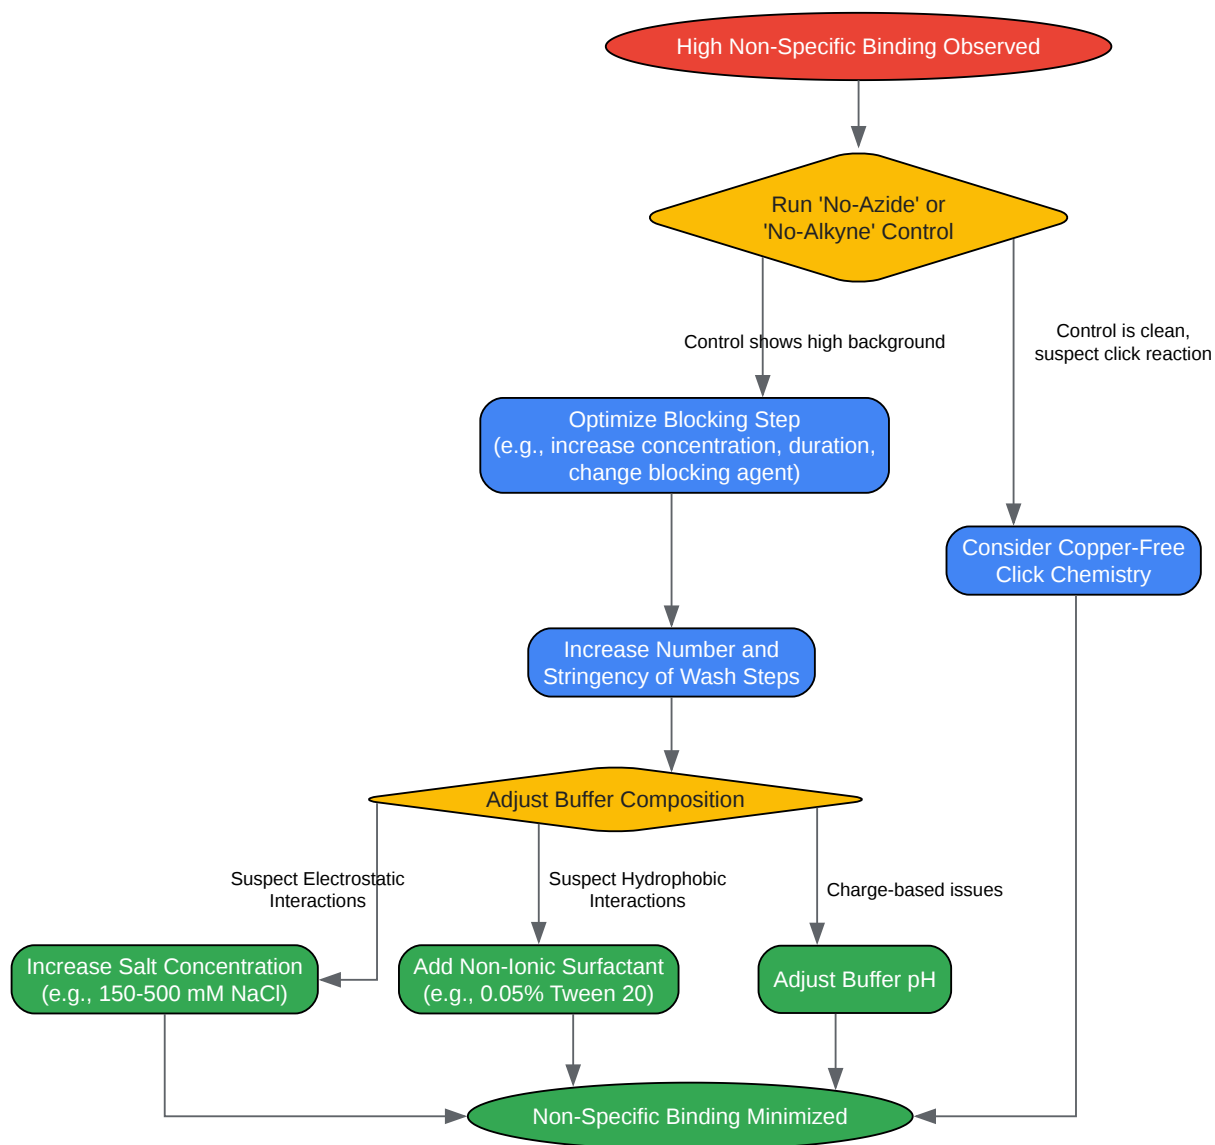 High Non-Specific Binding Observed
Run 'No-Azide' or
'No-Alkyne' Control
Control shows high background
Control is clean,
suspect click reaction
Optimize Blocking Step
(e.g., increase concentration, duration,
change blocking agent)
Consider Copper-Free
Click Chemistry
Increase Number and
Stringency of Wash Steps
Adjust Buffer Composition
Suspect Electrostatic
Interactions
Suspect Hydrophobic
Interactions
Charge-based issues
Increase Salt Concentration
(e.g., 150-500 mM NaCl)
Add Non-Ionic Surfactant
(e.g., 0.05% Tween 20)
Adjust Buffer pH
Non-Specific Binding Minimized